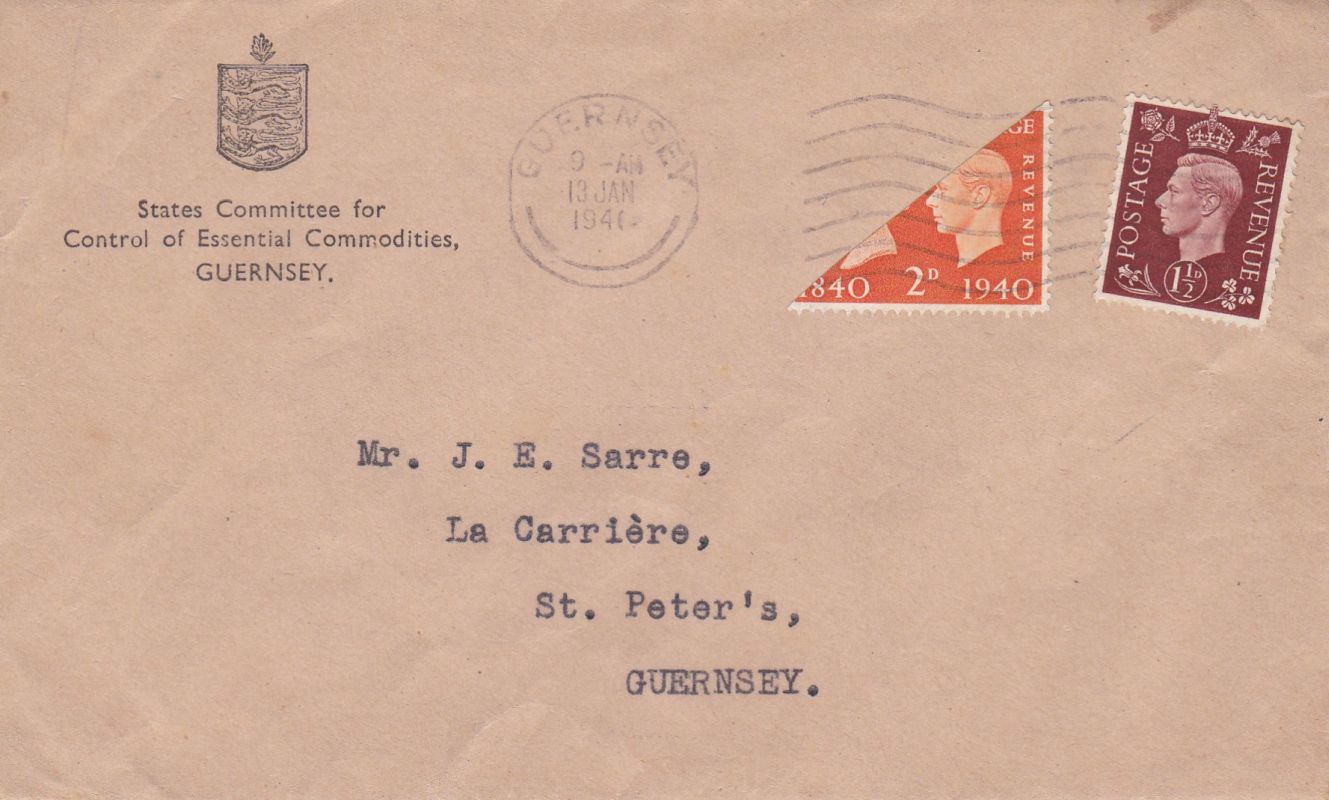 States Committee for
Control of Essential Commodities,
GUERNSEY.
GUERNSEY
9 - AM
13 JAN
GE REVENUE
1840 2D 1940
POSTAGE REVENUE
1½D
Mr. J. E. Sarre,
La Carrière,
St. Peter's,
GUERNSEY.